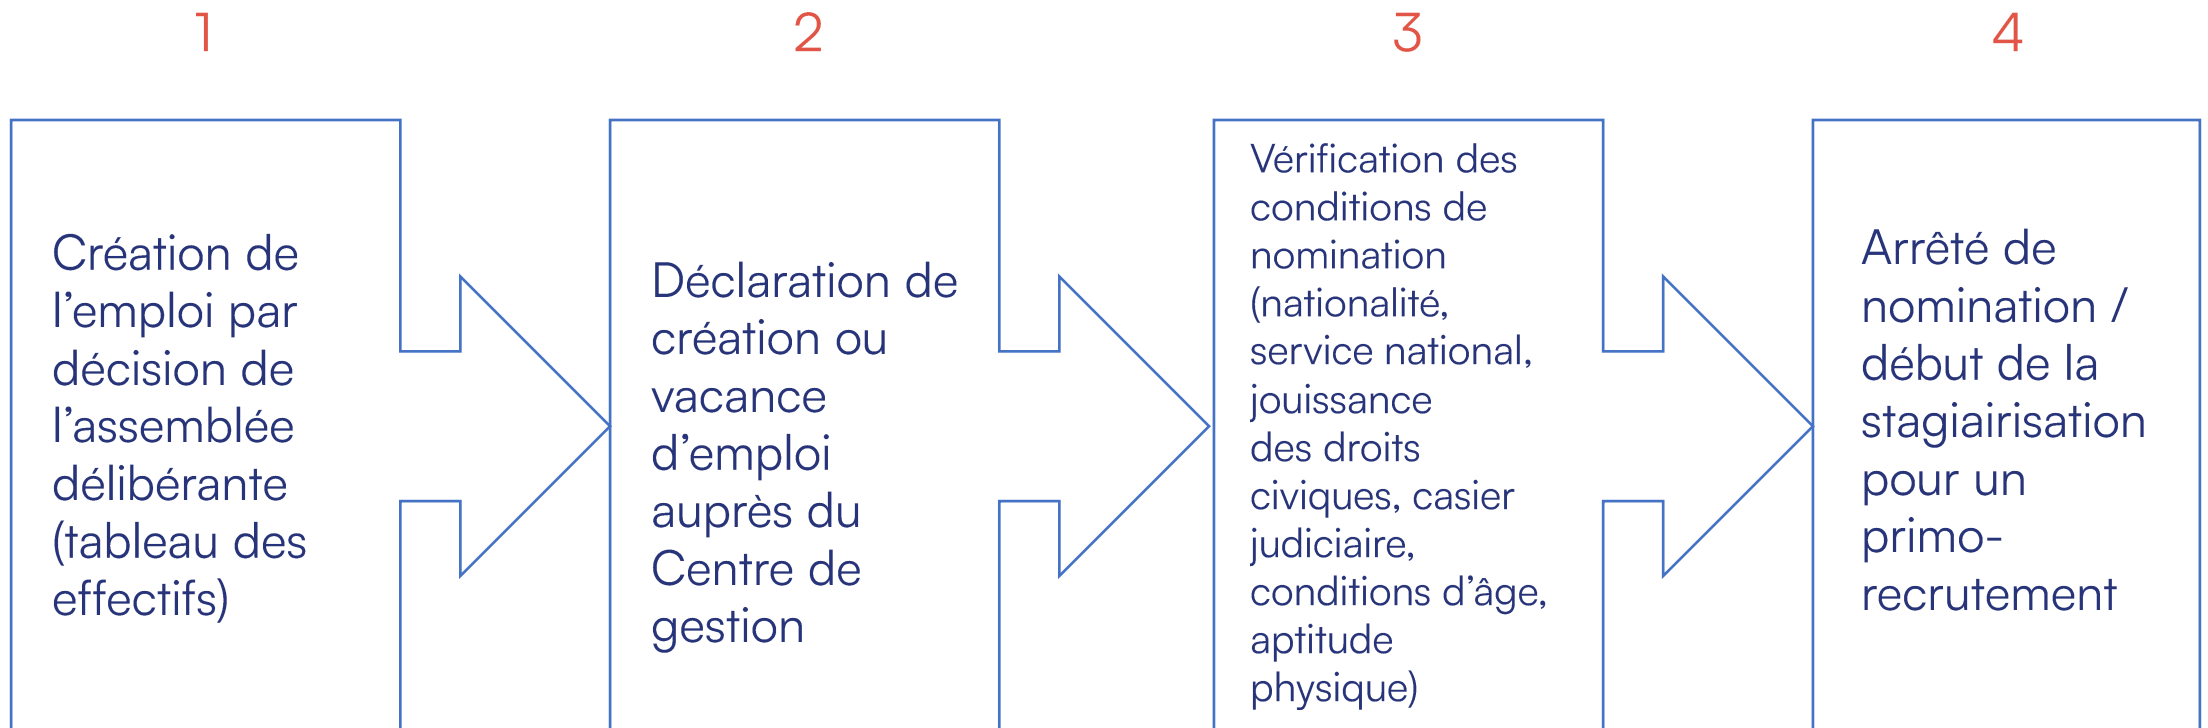 1
Création de
l’emploi par
décision de
l’assemblée
délibérante
(tableau des
effectifs)
2
Déclaration de
création ou
vacance
d’emploi
auprès du
Centre de
gestion
3
Vérification des
conditions de
nomination
(nationalité,
service national,
jouissance
des droits
civiques, casier
judiciaire,
conditions d’âge,
aptitude
physique)
4
Arrêté de
nomination /
début de la
stagiairisation
pour un
primo-
recrutement